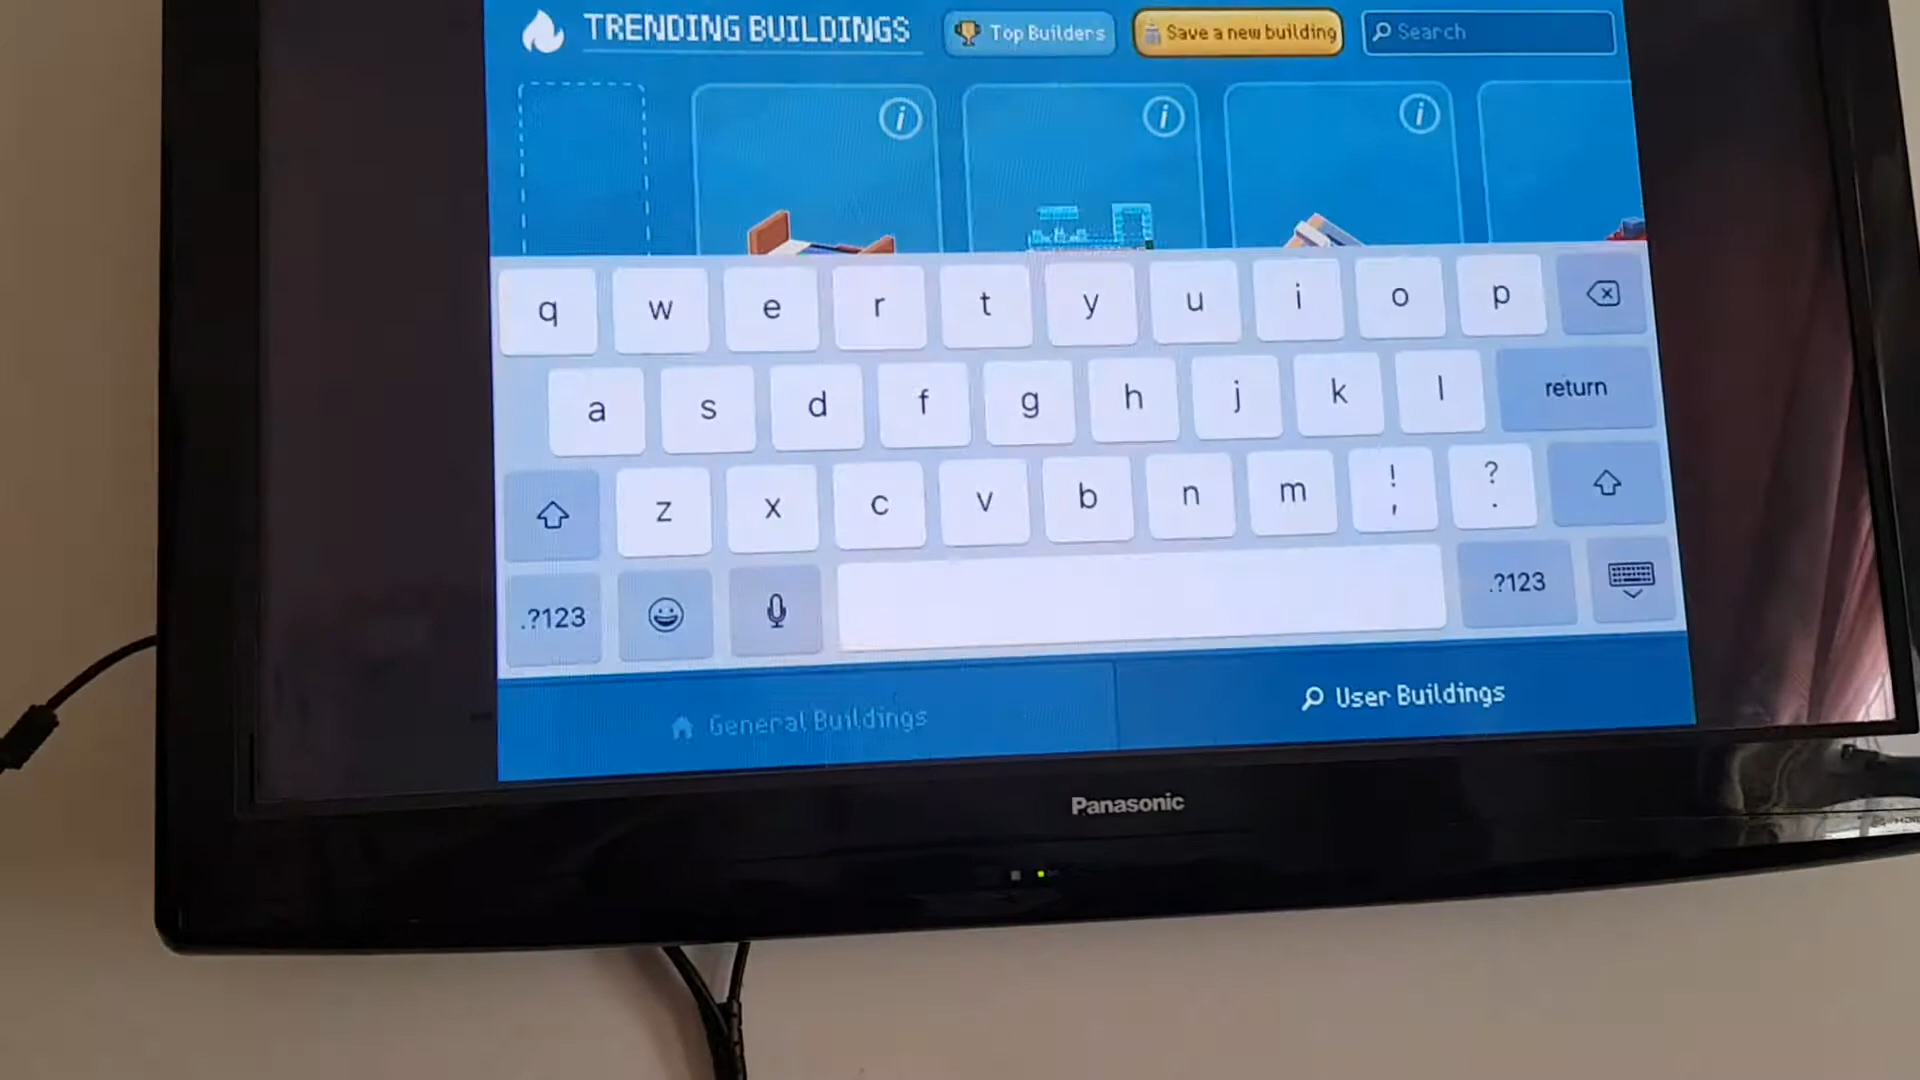 TRENDING BUILDINGS
Top Builders
Save a new building
Search
i
i
i
q w e r t y u i o p
a s d f g h j k l return
z x c v b n m ! , ? .
.?123 .?123
General Buildings
User Buildings
Panasonic